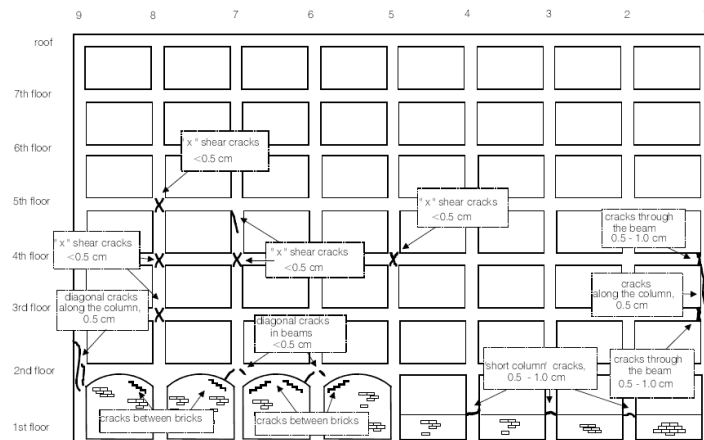 9 8 7 6 5 4 3 2
roof
7th floor
6th floor
" x " shear cracks
<0.5 cm
5th floor
" x " shear cracks
<0.5 cm
cracks through
the beam
0.5 - 1.0 cm
4th floor
" x " shear cracks
<0.5 cm
" x " shear cracks
<0.5 cm
cracks
along the column,
0.5 cm
3rd floor
diagonal cracks
along the column,
0.5 cm
diagonal cracks
in beams
<0.5 cm
2nd floor
short column' cracks,
0.5 - 1.0 cm
cracks through
the beam
0.5 - 1.0 cm
cracks between bricks
cracks between bricks
1st floor